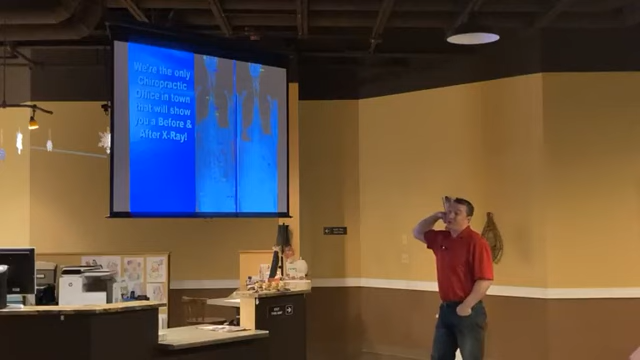 We're the only
Chiropractic
Office in town
that will show
you a Before &
After X-Ray!